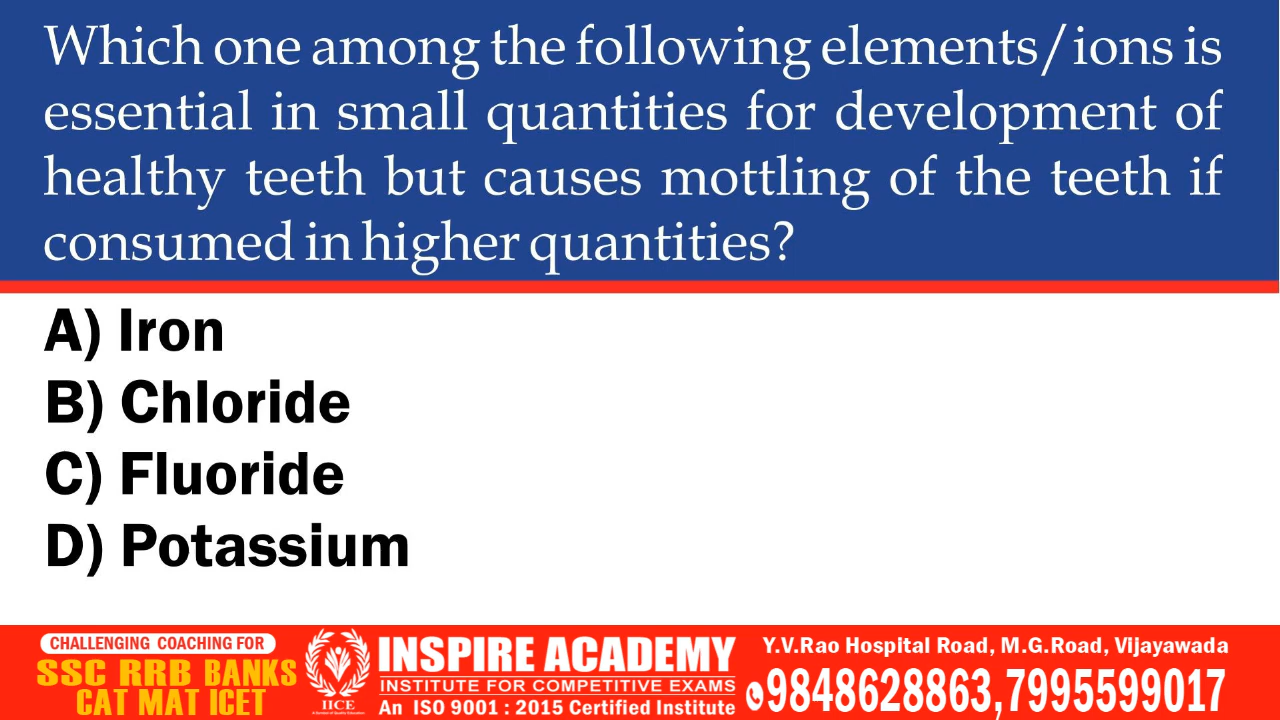 Which one among the following elements/ions is
essential in small quantities for development of
healthy teeth but causes mottling of the teeth if
consumed in higher quantities?
A) Iron
B) Chloride
C) Fluoride
D) Potassium
CHALLENGING COACHING FOR
SSC RRB BANKS
CAT MAT ICET
IICE
INSPIRE ACADEMY
INSTITUTE FOR COMPETITIVE EXAMS
An ISO 9001 : 2015 Certified Institute
Y.V.Rao Hospital Road, M.G.Road, Vijayawada
9848628863,7995599017